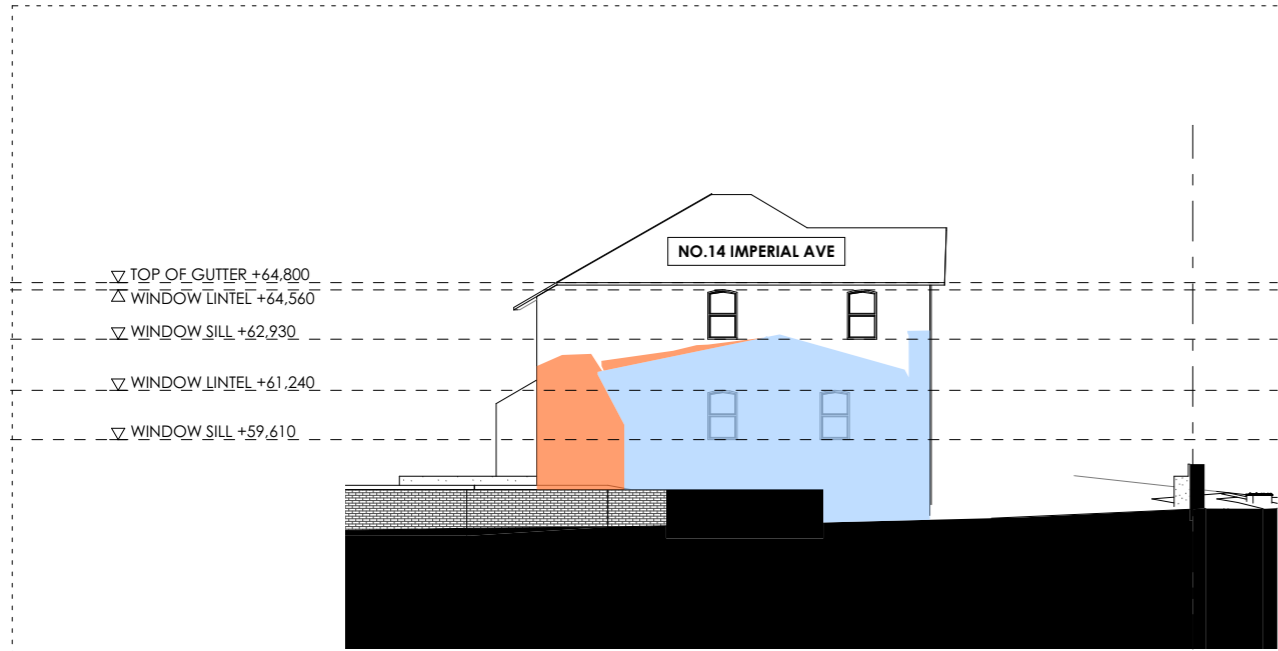 NO.14 IMPERIAL AVE
TOP OF GUTTER +64,800
WINDOW LINTEL +64,560
WINDOW SILL +62,930
WINDOW LINTEL +61,240
WINDOW SILL +59,610